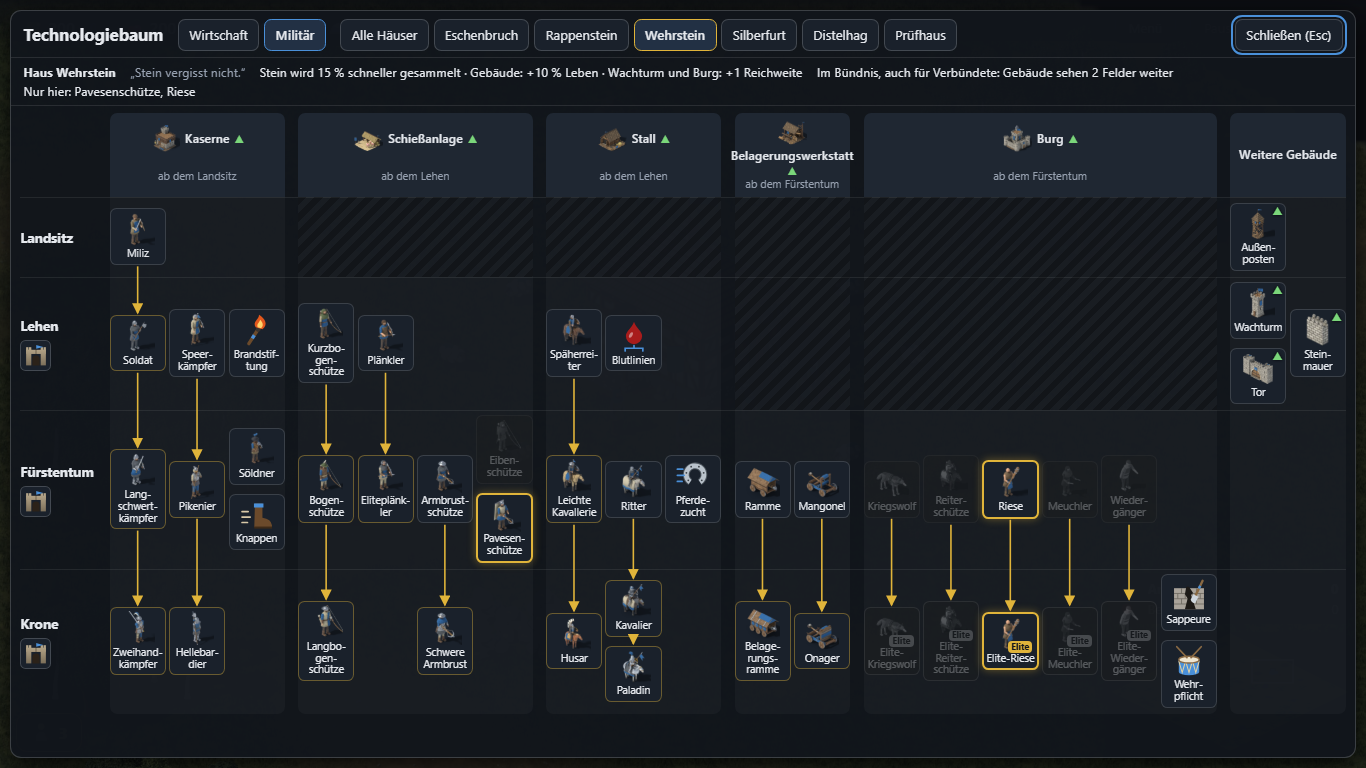 Technologiebaum
Wirtschaft
Militär
Alle Häuser
Eschenbruch
Rappenstein
Wehrstein
Silberfurt
Distelhag
Prüfhaus
Schließen (Esc)
Haus Wehrstein „Stein vergisst nicht.“ Stein wird 15 % schneller gesammelt · Gebäude: +10 % Leben · Wachturm und Burg: +1 Reichweite Im Bündnis, auch für Verbündete: Gebäude sehen 2 Felder weiter
Nur hier: Pavesenschütze, Riese
Kaserne ▲
ab dem Landsitz
Schießanlage ▲
ab dem Lehen
Stall ▲
ab dem Lehen
Belagerungswerkstatt
▲
ab dem Fürstentum
Burg ▲
ab dem Fürstentum
Weitere Gebäude
Landsitz
Miliz
Außen-
posten
Lehen
Soldat
Speer-
kämpfer
Brandstif-
tung
Kurzbo-
gen-
schütze
Plänkler
Späherrei-
ter
Blutlinien
Wachturm
Tor
Stein-
mauer
Fürstentum
Lang-
schwert-
kämpfer
Pikenier
Söldner
Knappen
Bogen-
schütze
Eliteplänk-
ler
Armbrust-
schütze
Eiben-
schütze
Pavesen-
schütze
Leichte
Kavallerie
Ritter
Pferde-
zucht
Ramme
Mangonel
Kriegswolf
Reiter-
schütze
Riese
Meuchler
Wieder-
gänger
Krone
Zweihand-
kämpfer
Hellebar-
dier
Langbo-
gen-
schütze
Schwere
Armbrust
Husar
Kavalier
Paladin
Belage-
rungs-
ramme
Onager
Elite
Elite-
Kriegswolf
Elite
Elite-
Reiter-
schütze
Elite
Elite-Riese
Elite
Elite-
Meuchler
Elite
Elite-
Wieder-
gänger
Sappeure
Wehr-
pflicht